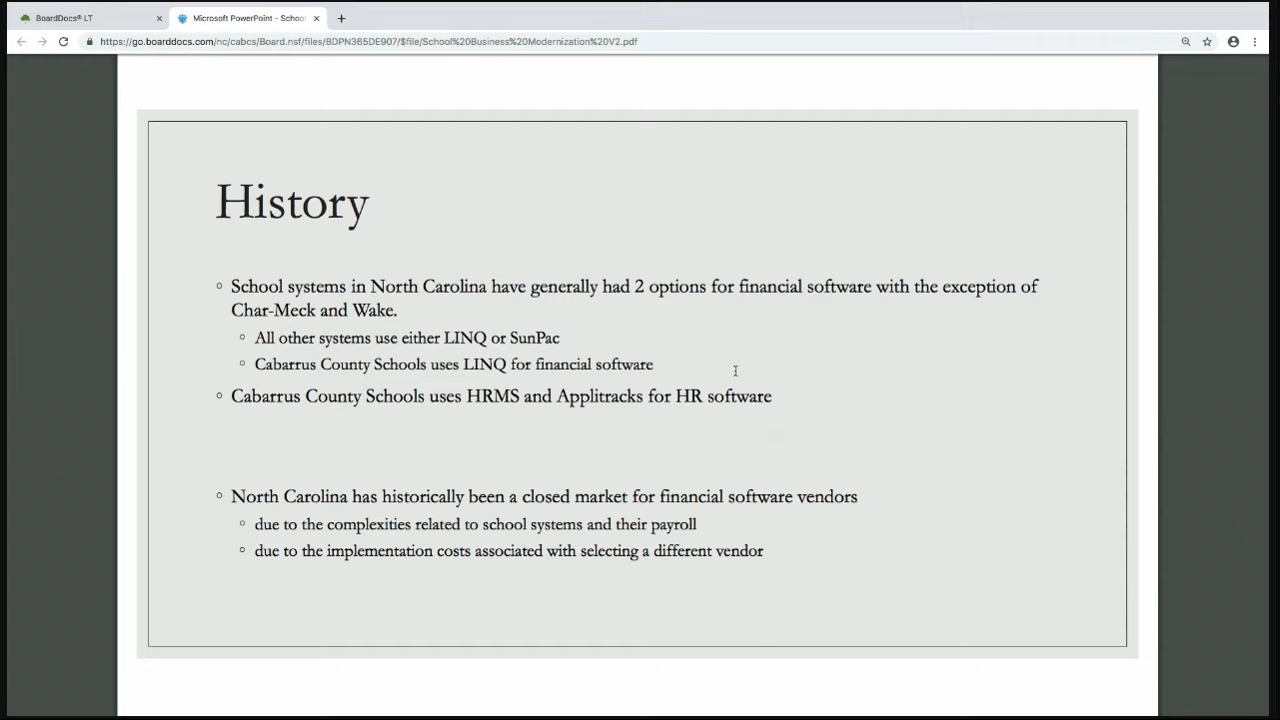 BoardDocs® LT
Microsoft PowerPoint - Schoo
https://go.boarddocs.com/nc/cabcs/Board.nsf/files/BDPN365DE907/$file/School%20Business%20Modernization%20V2.pdf
History
School systems in North Carolina have generally had 2 options for financial software with the exception of
Char-Meck and Wake.
All other systems use either LINQ or SunPac
Cabarrus County Schools uses LINQ for financial software
Cabarrus County Schools uses HRMS and Applitracks for HR software
North Carolina has historically been a closed market for financial software vendors
due to the complexities related to school systems and their payroll
due to the implementation costs associated with selecting a different vendor